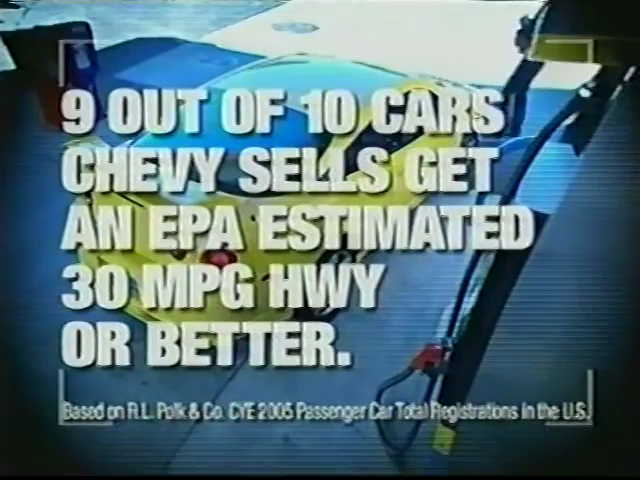 9 OUT OF 10 CARS
CHEVY SELLS GET
AN EPA ESTIMATED
30 MPG HWY
OR BETTER.
Based on R.L. Polk & Co. CYE 2005 Passenger Car Total Registrations in the U.S.